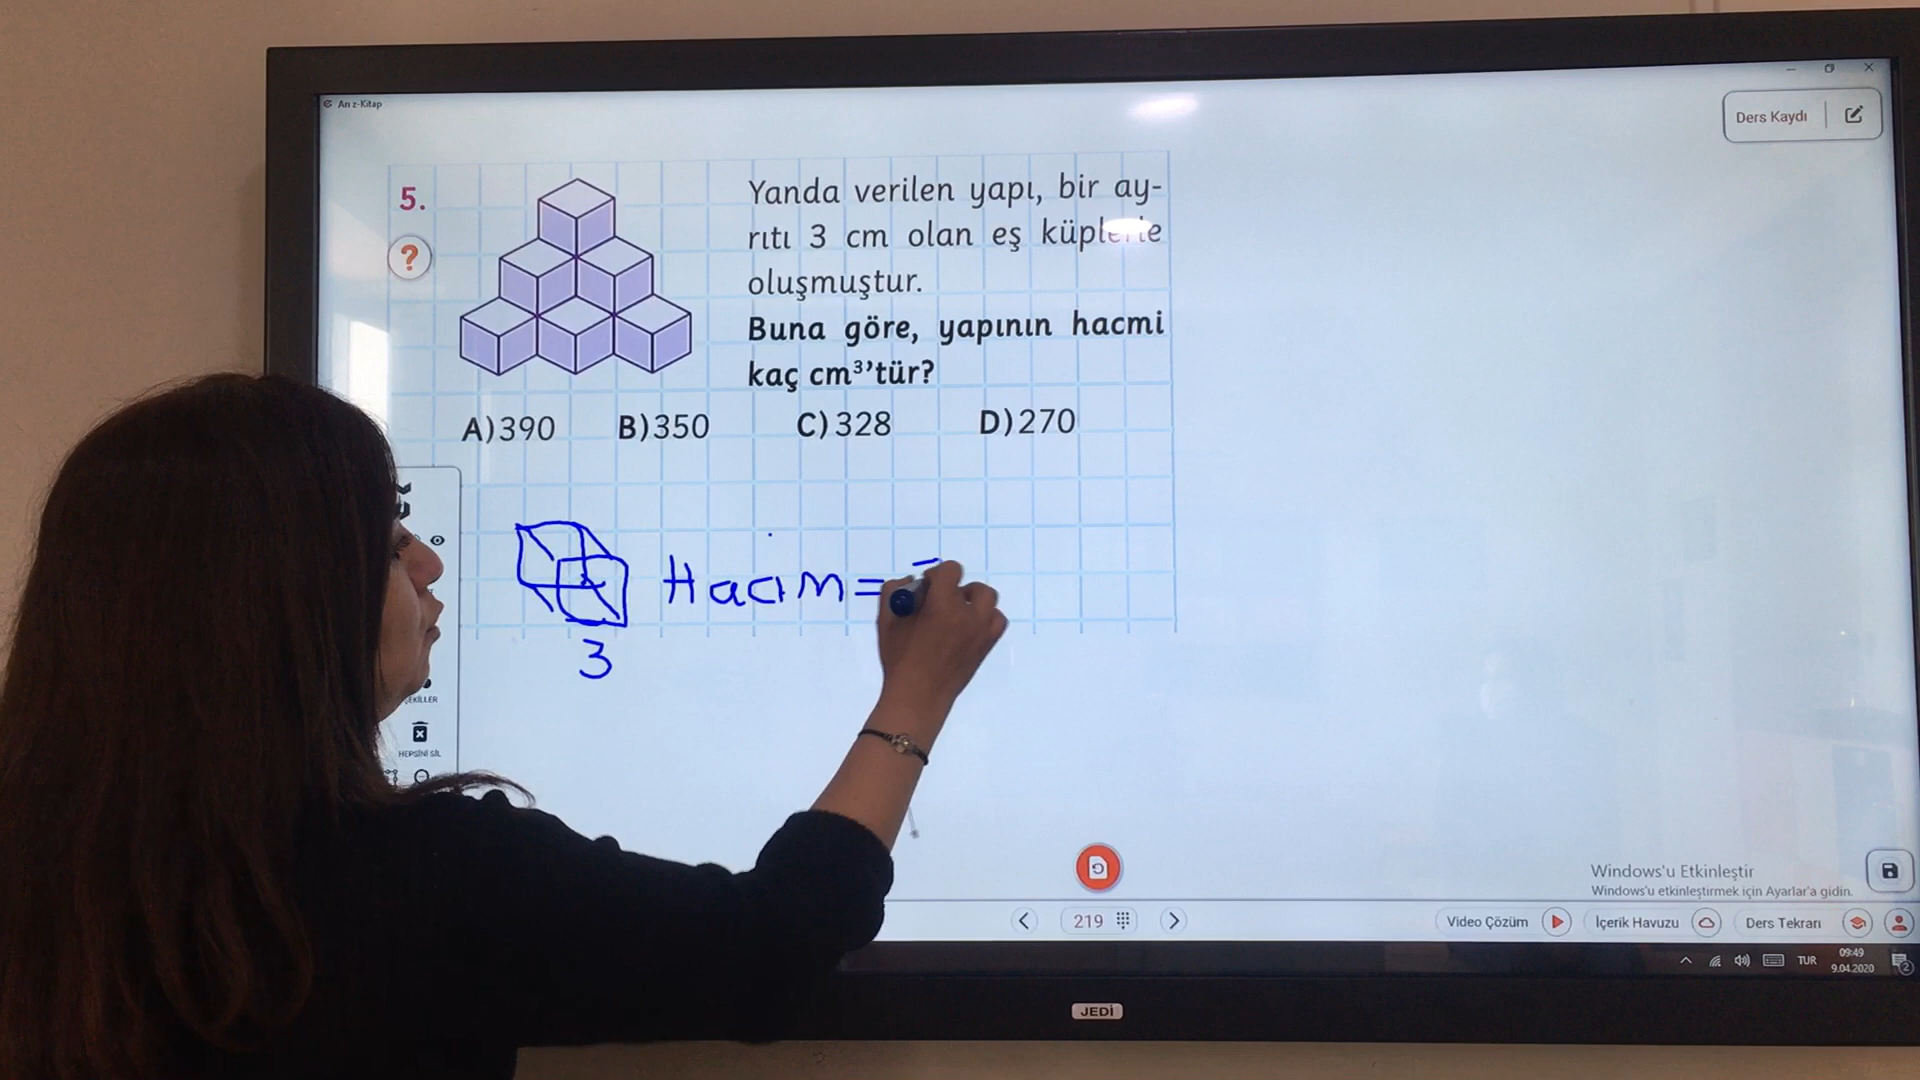 Arı z-Kitap
Ders Kaydı
5.
?
Yanda verilen yapı, bir ay-
rıtı 3 cm olan eş küplerle
oluşmuştur.
Buna göre, yapının hacmi
kaç cm³'tür?
A)390 B)350 C)328 D)270
Hacim =
3
ŞEKİLLER
HEPSİNİ SİL
Windows'u Etkinleştir
Windows'u etkinleştirmek için Ayarlar'a gidin.
219
Video Çözüm İçerik Havuzu Ders Tekrarı
TUR
09:49
9.04.2020
2
JEDİ